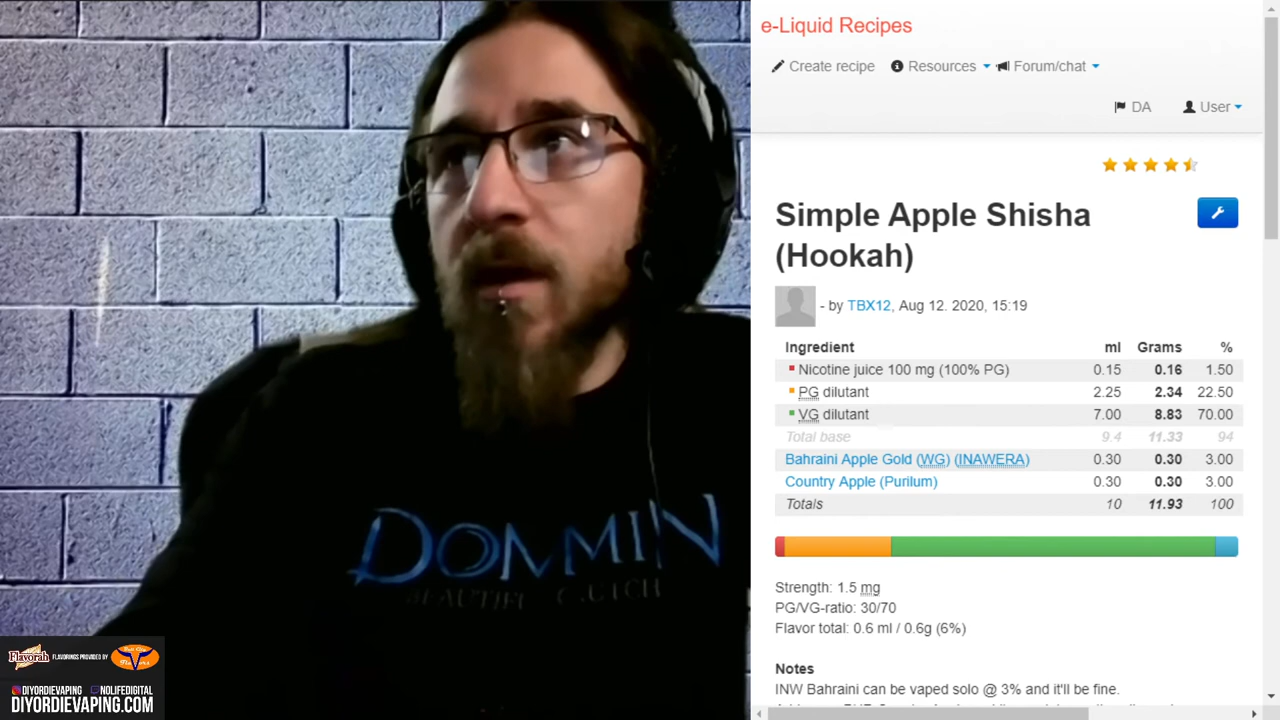 e-Liquid Recipes
Create recipe Resources Forum/chat
DA User
Simple Apple Shisha
(Hookah)
- by TBX12, Aug 12. 2020, 15:19
Ingredient ml Grams %
Nicotine juice 100 mg (100% PG) 0.15 0.16 1.50
PG dilutant 2.25 2.34 22.50
VG dilutant 7.00 8.83 70.00
Total base 9.4 11.33 94
Bahraini Apple Gold (WG) (INAWERA) 0.30 0.30 3.00
Country Apple (Purilum) 0.30 0.30 3.00
Totals 10 11.93 100
Strength: 1.5 mg
PG/VG-ratio: 30/70
Flavor total: 0.6 ml / 0.6g (6%)
Notes
INW Bahraini can be vaped solo @ 3% and it'll be fine.
DOMMIN
Flavorah FLAVORINGS PROVIDED BY Flavors
DIYORDIEVAPING NOLIFEDIGITAL
DIYORDIEVAPING.COM